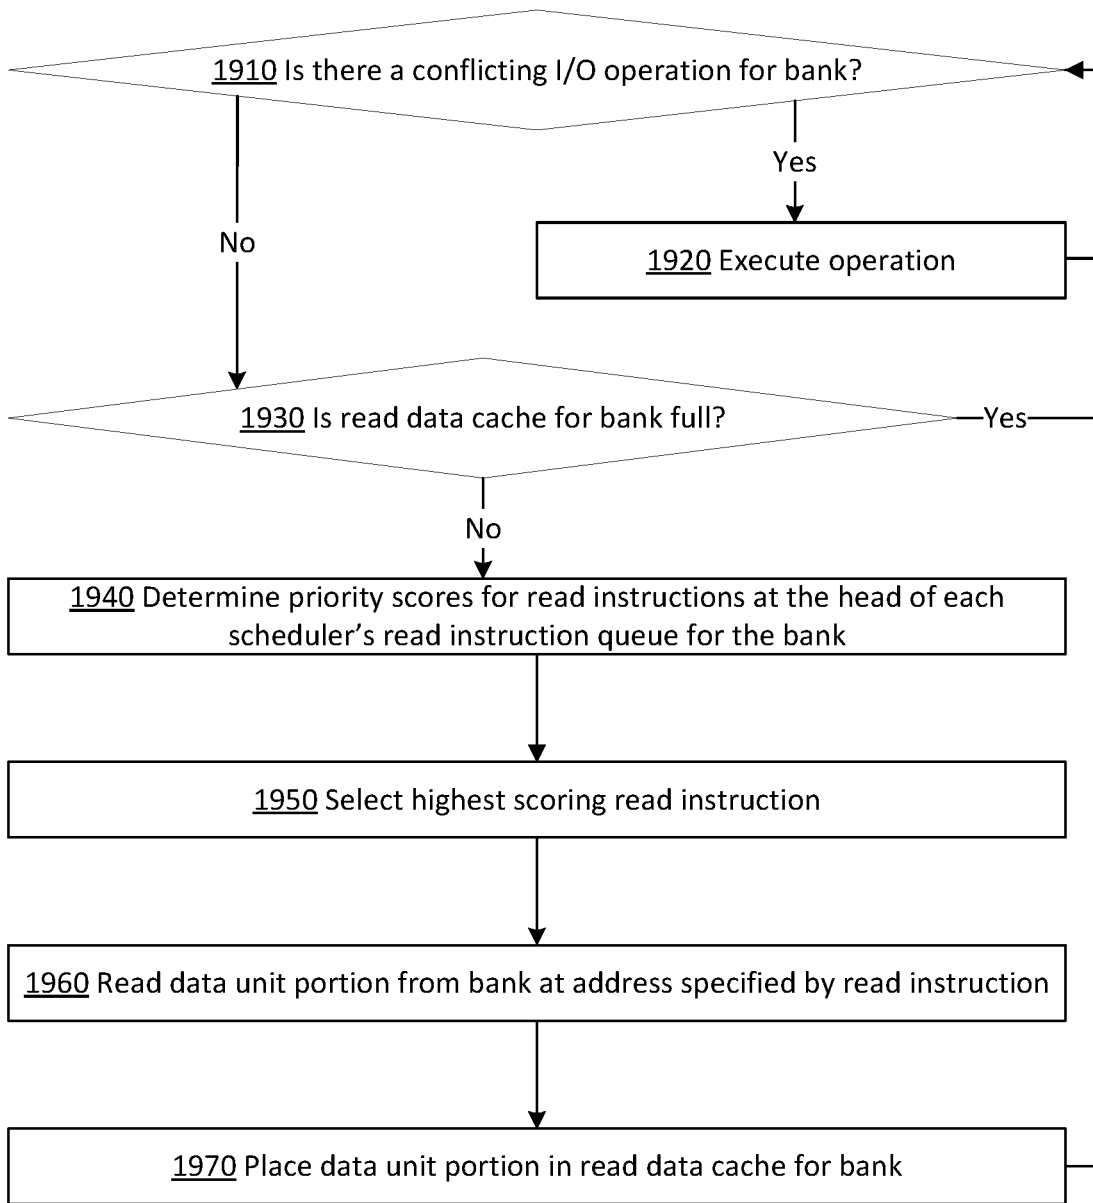 1910 Is there a conflicting I/O operation for bank?
Yes
No
1920 Execute operation
1930 Is read data cache for bank full?
Yes
No
1940 Determine priority scores for read instructions at the head of each
scheduler’s read instruction queue for the bank
1950 Select highest scoring read instruction
1960 Read data unit portion from bank at address specified by read instruction
1970 Place data unit portion in read data cache for bank